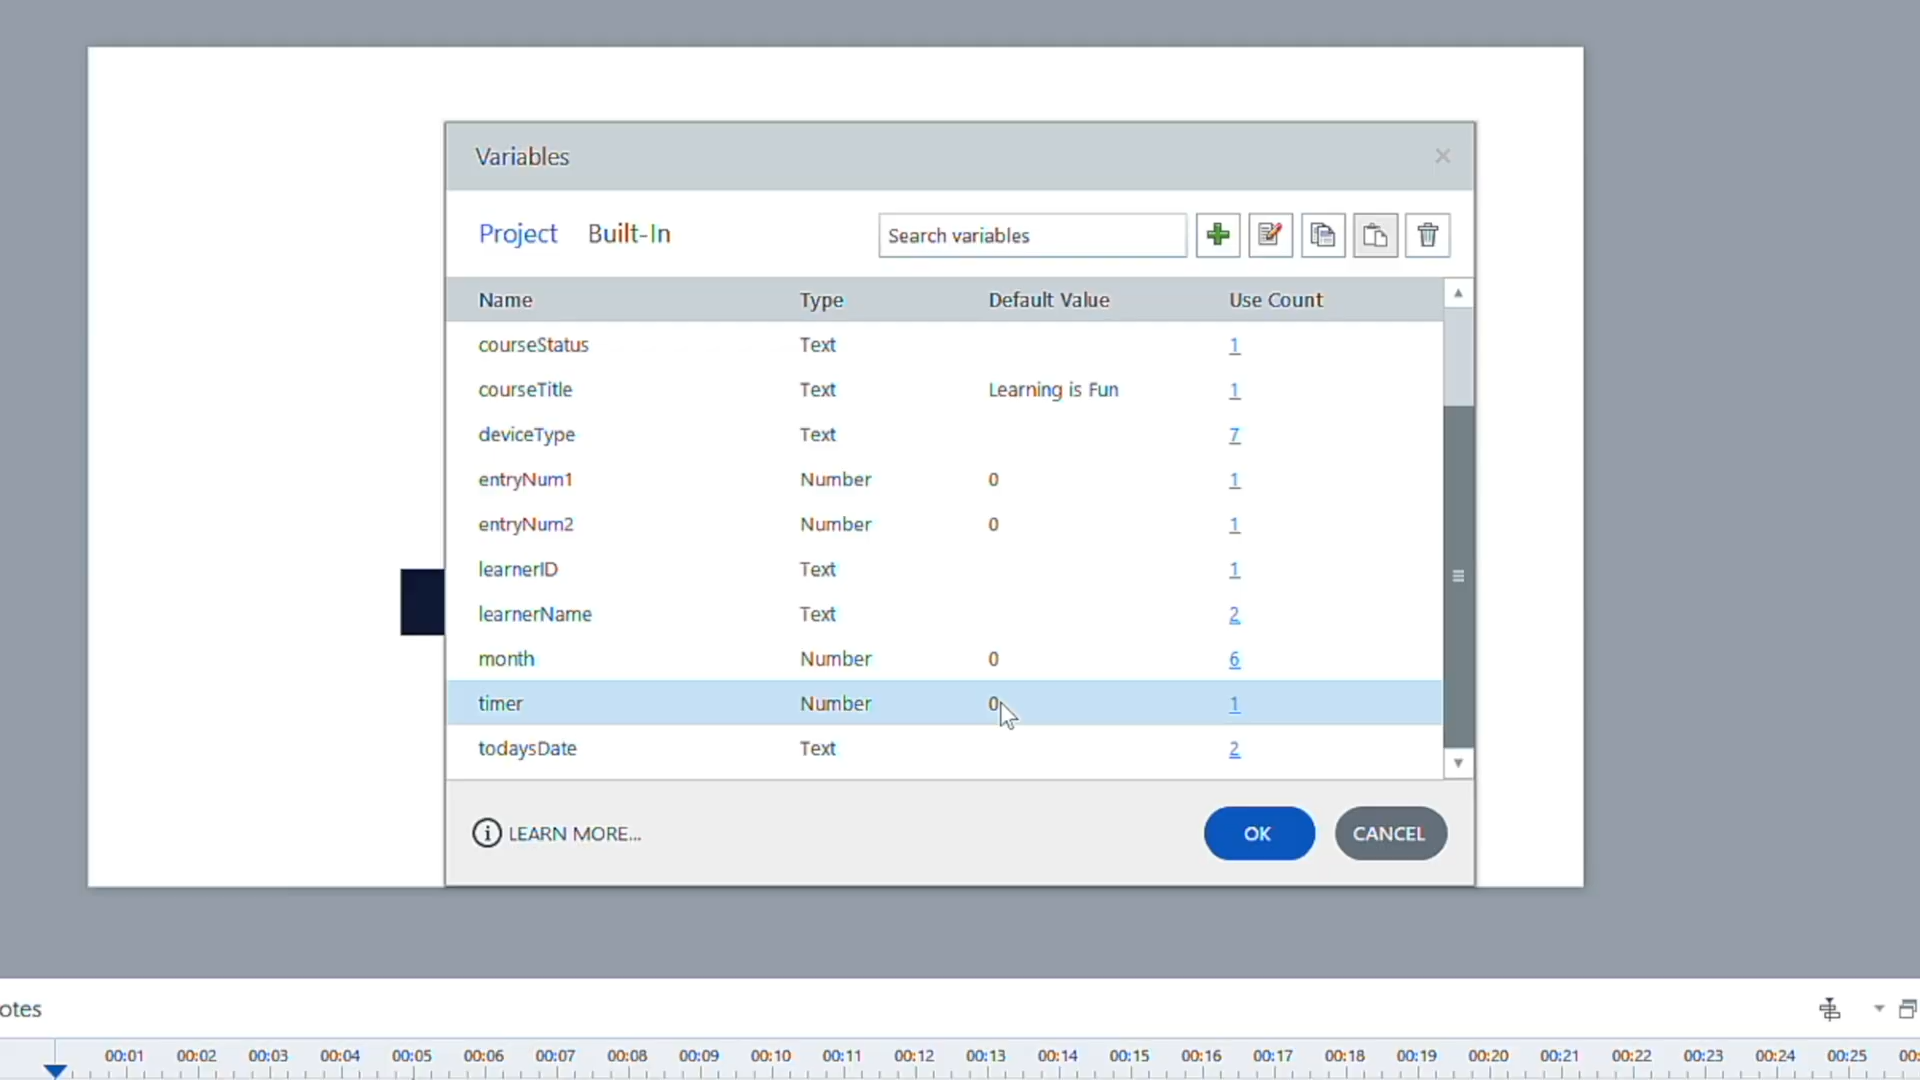 Variables
Project Built-In Search variables
Name Type Default Value Use Count
courseStatus Text 1
courseTitle Text Learning is Fun 1
deviceType Text 7
entryNum1 Number 0 1
entryNum2 Number 0 1
learnerID Text 1
learnerName Text 2
month Number 0 6
timer Number 0 1
todaysDate Text 2
LEARN MORE... OK CANCEL
otes
00:01 00:02 00:03 00:04 00:05 00:06 00:07 00:08 00:09 00:10 00:11 00:12 00:13 00:14 00:15 00:16 00:17 00:18 00:19 00:20 00:21 00:22 00:23 00:24 00:25 00: